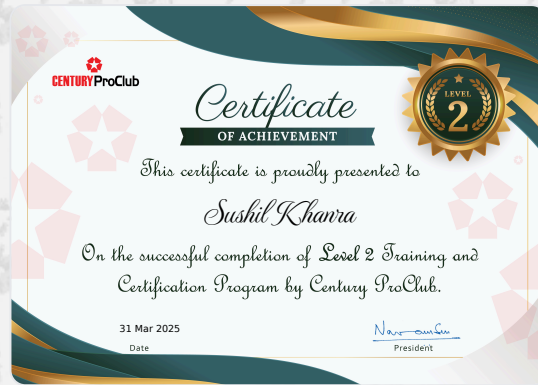 CENTURY ProClub
LEVEL
2
Certificate
OF ACHIEVEMENT
This certificate is proudly presented to
Sushil Khanra
On the successful completion of Level 2 Training and
Certification Program by Century ProClub.
31 Mar 2025
Date
President